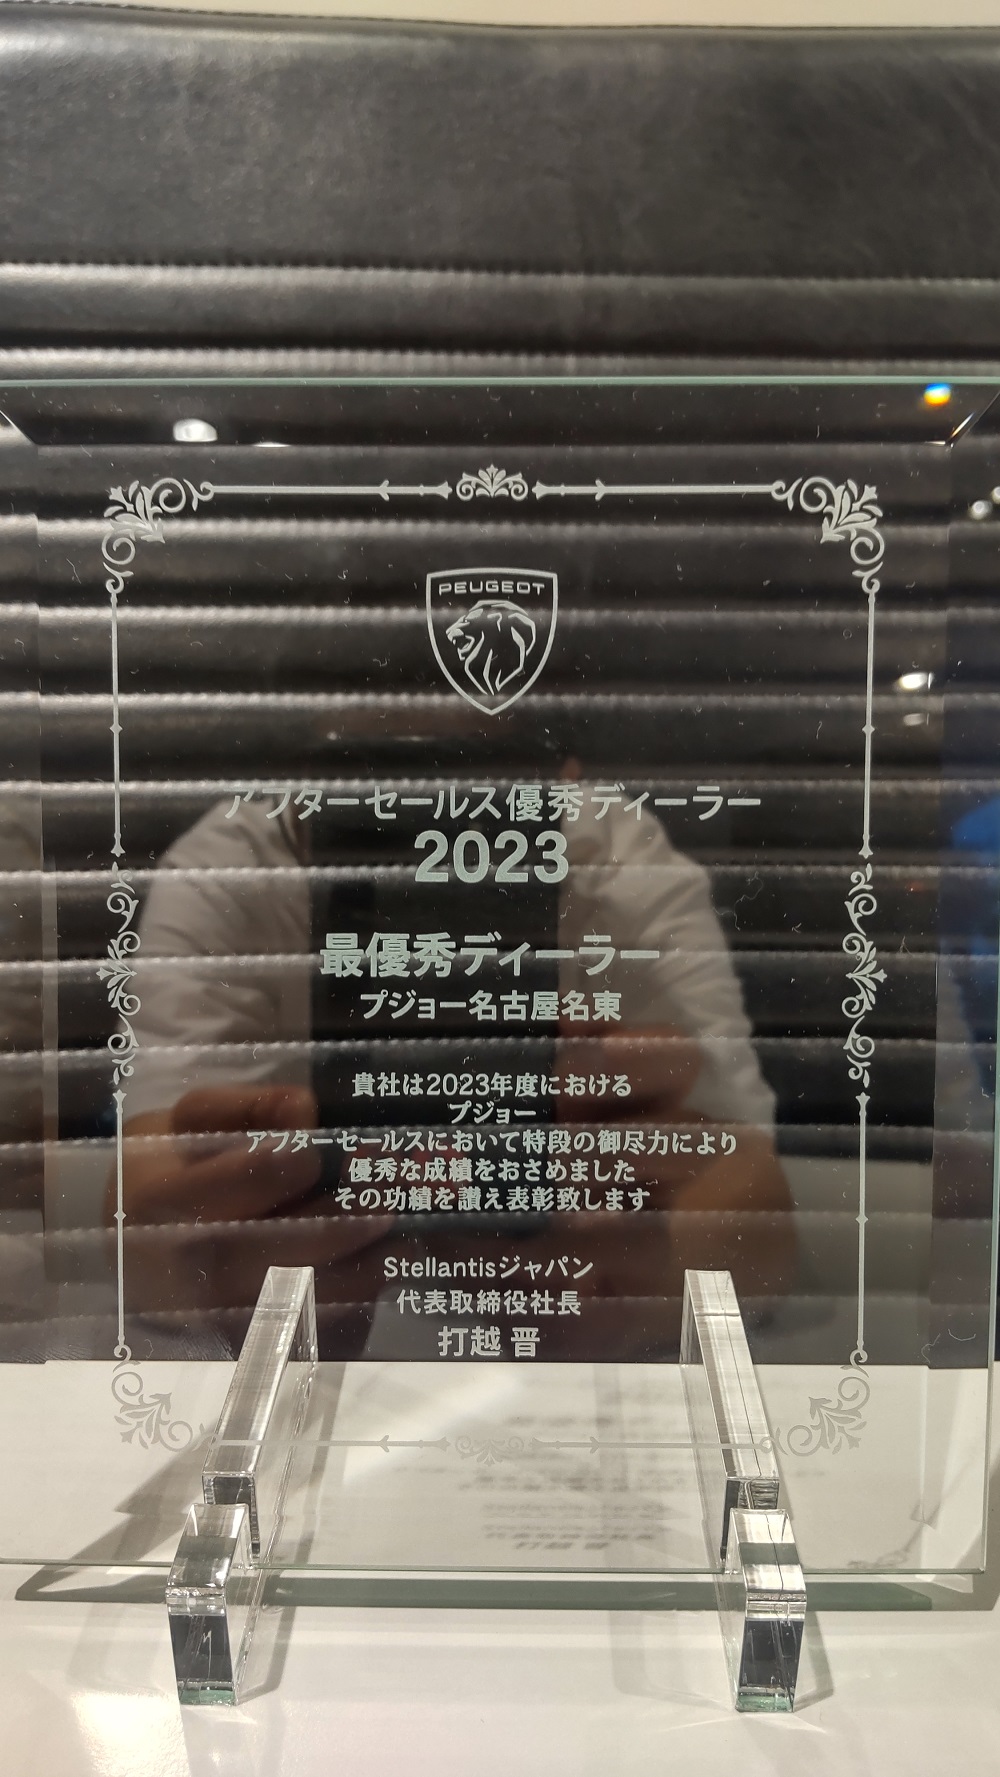 PEUGEOT
アフターセールス優秀ディーラー
2023
最優秀ディーラー
プジョー名古屋名東
貴社は2023年度における
プジョー
アフターセールスにおいて特段の御尽力により
優秀な成績をおさめました
その功績を讃え表彰致します
Stellantisジャパン
代表取締役社長
打越 晋